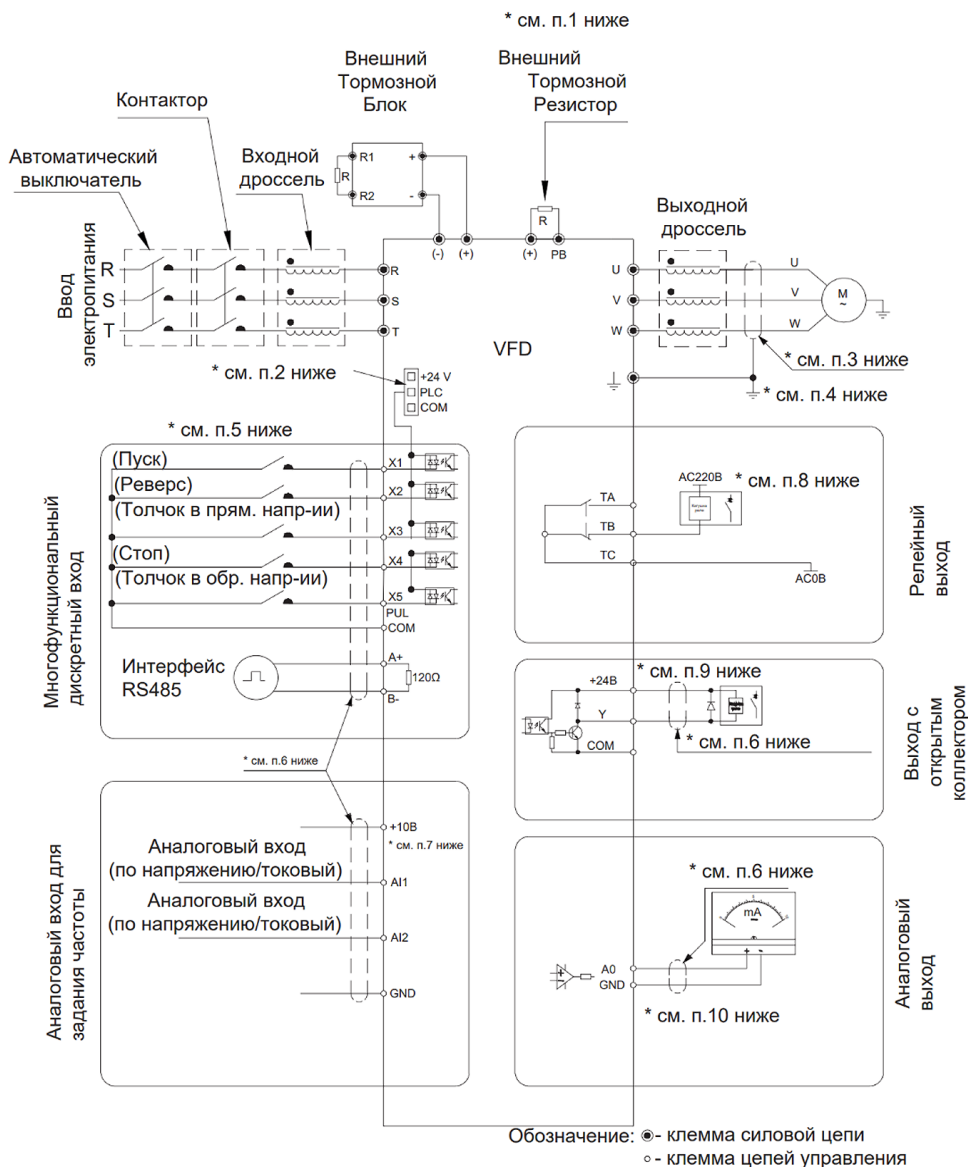 * см. п.1 ниже
Внешний
Тормозной
Блок
Внешний
Тормозной
Резистор
Контактор
Автоматический
выключатель
Входной
дроссель
R1
+
R
R2
-
R
Выходной
дроссель
(-)
(+)
(+)
PB
Ввод
электропитания
R
S
T
R
S
T
U
V
W
U
V
W
M
~
VFD
* см. п.3 ниже
* см. п.4 ниже
* см. п.2 ниже
+24 V
PLC
COM
* см. п.5 ниже
Многофункциональный
дискретный вход
(Пуск)
X1
(Реверс)
X2
(Толчок в прям. напр-ии)
X3
(Стоп)
X4
(Толчок в обр. напр-ии)
X5
PUL
COM
Интерфейс
RS485
A+
120Ω
B-
* см. п.6 ниже
Аналоговый вход для
задания частоты
+10В
* см. п.7 ниже
Аналоговый вход
(по напряжению/токовый)
AI1
Аналоговый вход
(по напряжению/токовый)
AI2
GND
TA
TB
TC
AC220В
* см. п.8 ниже
AC0В
Релейный
выход
* см. п.9 ниже
+24В
Y
COM
* см. п.6 ниже
Выход с
открытым
коллектором
* см. п.6 ниже
mA
+ -
A0
GND
* см. п.10 ниже
Аналоговый
выход
Обозначение: - клемма силовой цепи
- клемма цепей управления